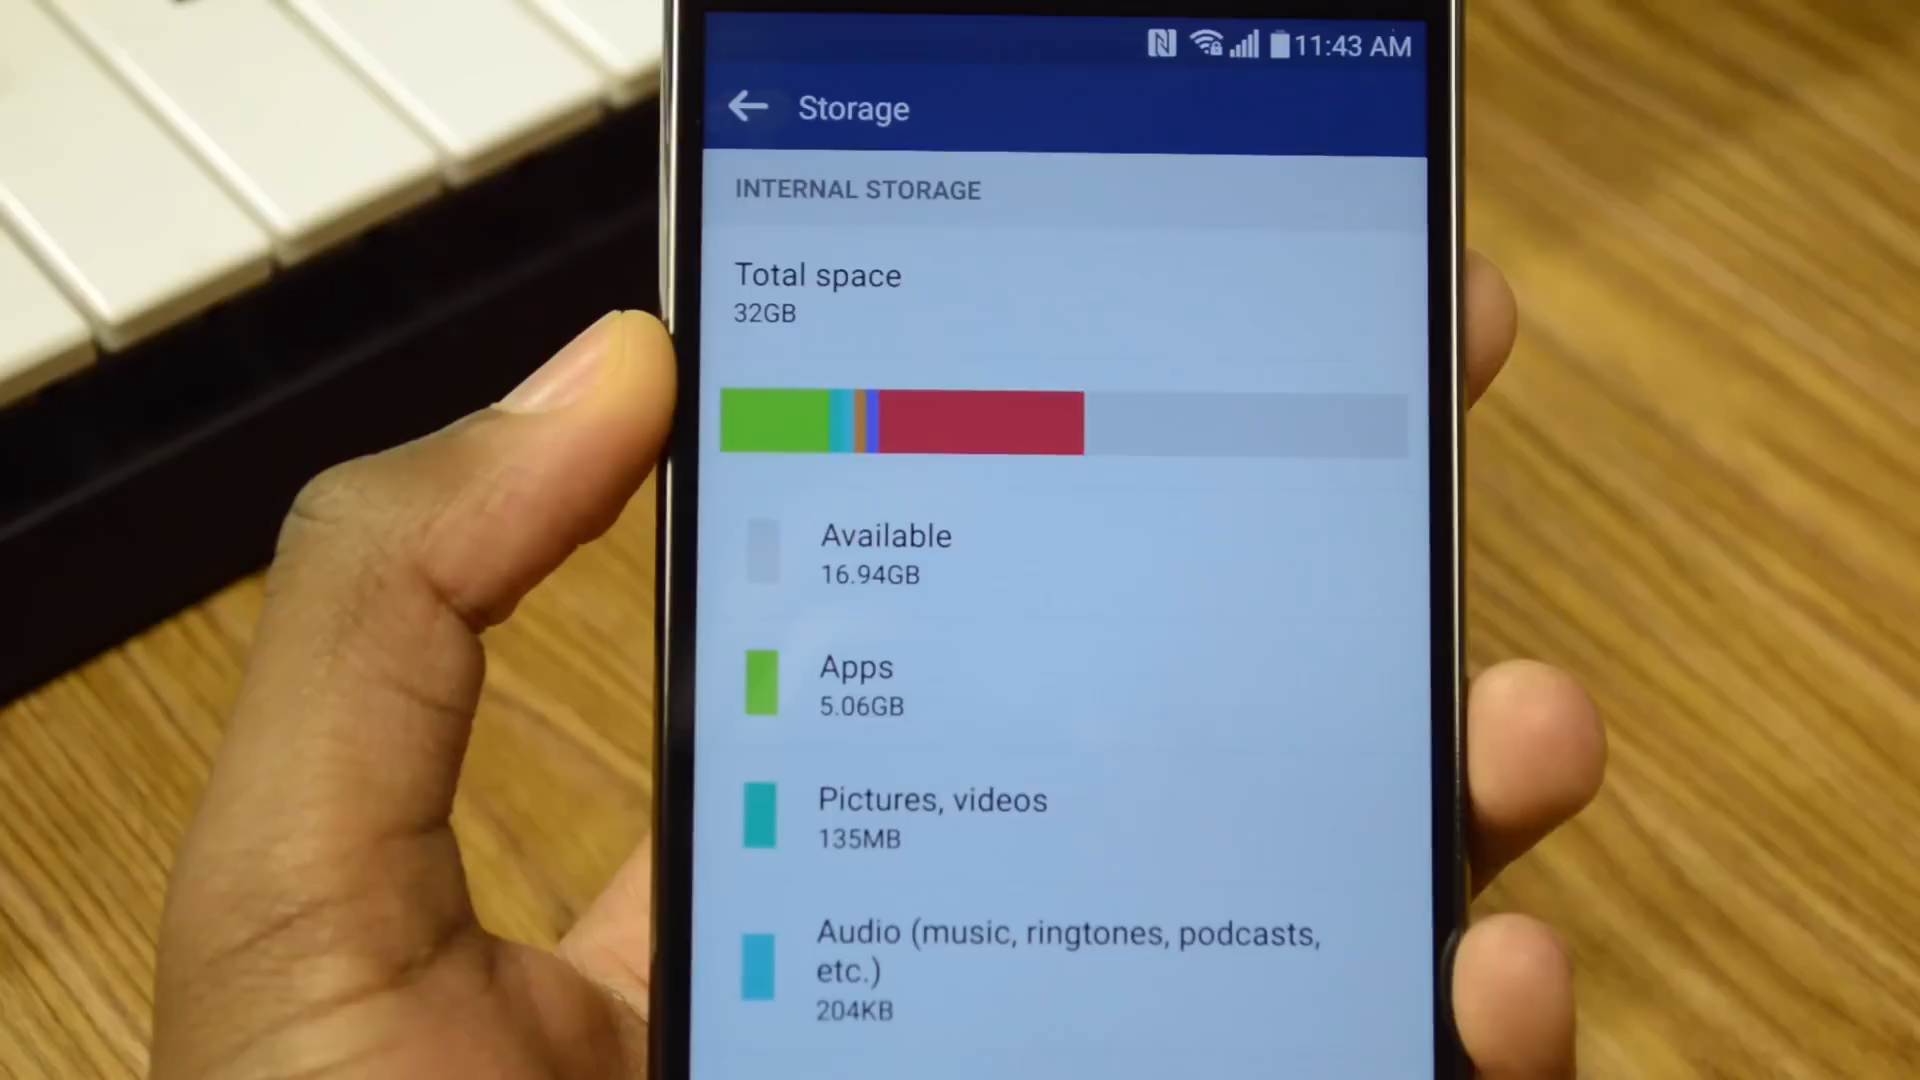 11:43 AM
Storage
INTERNAL STORAGE
Total space
32GB
Available
16.94GB
Apps
5.06GB
Pictures, videos
135MB
Audio (music, ringtones, podcasts,
etc.)
204KB